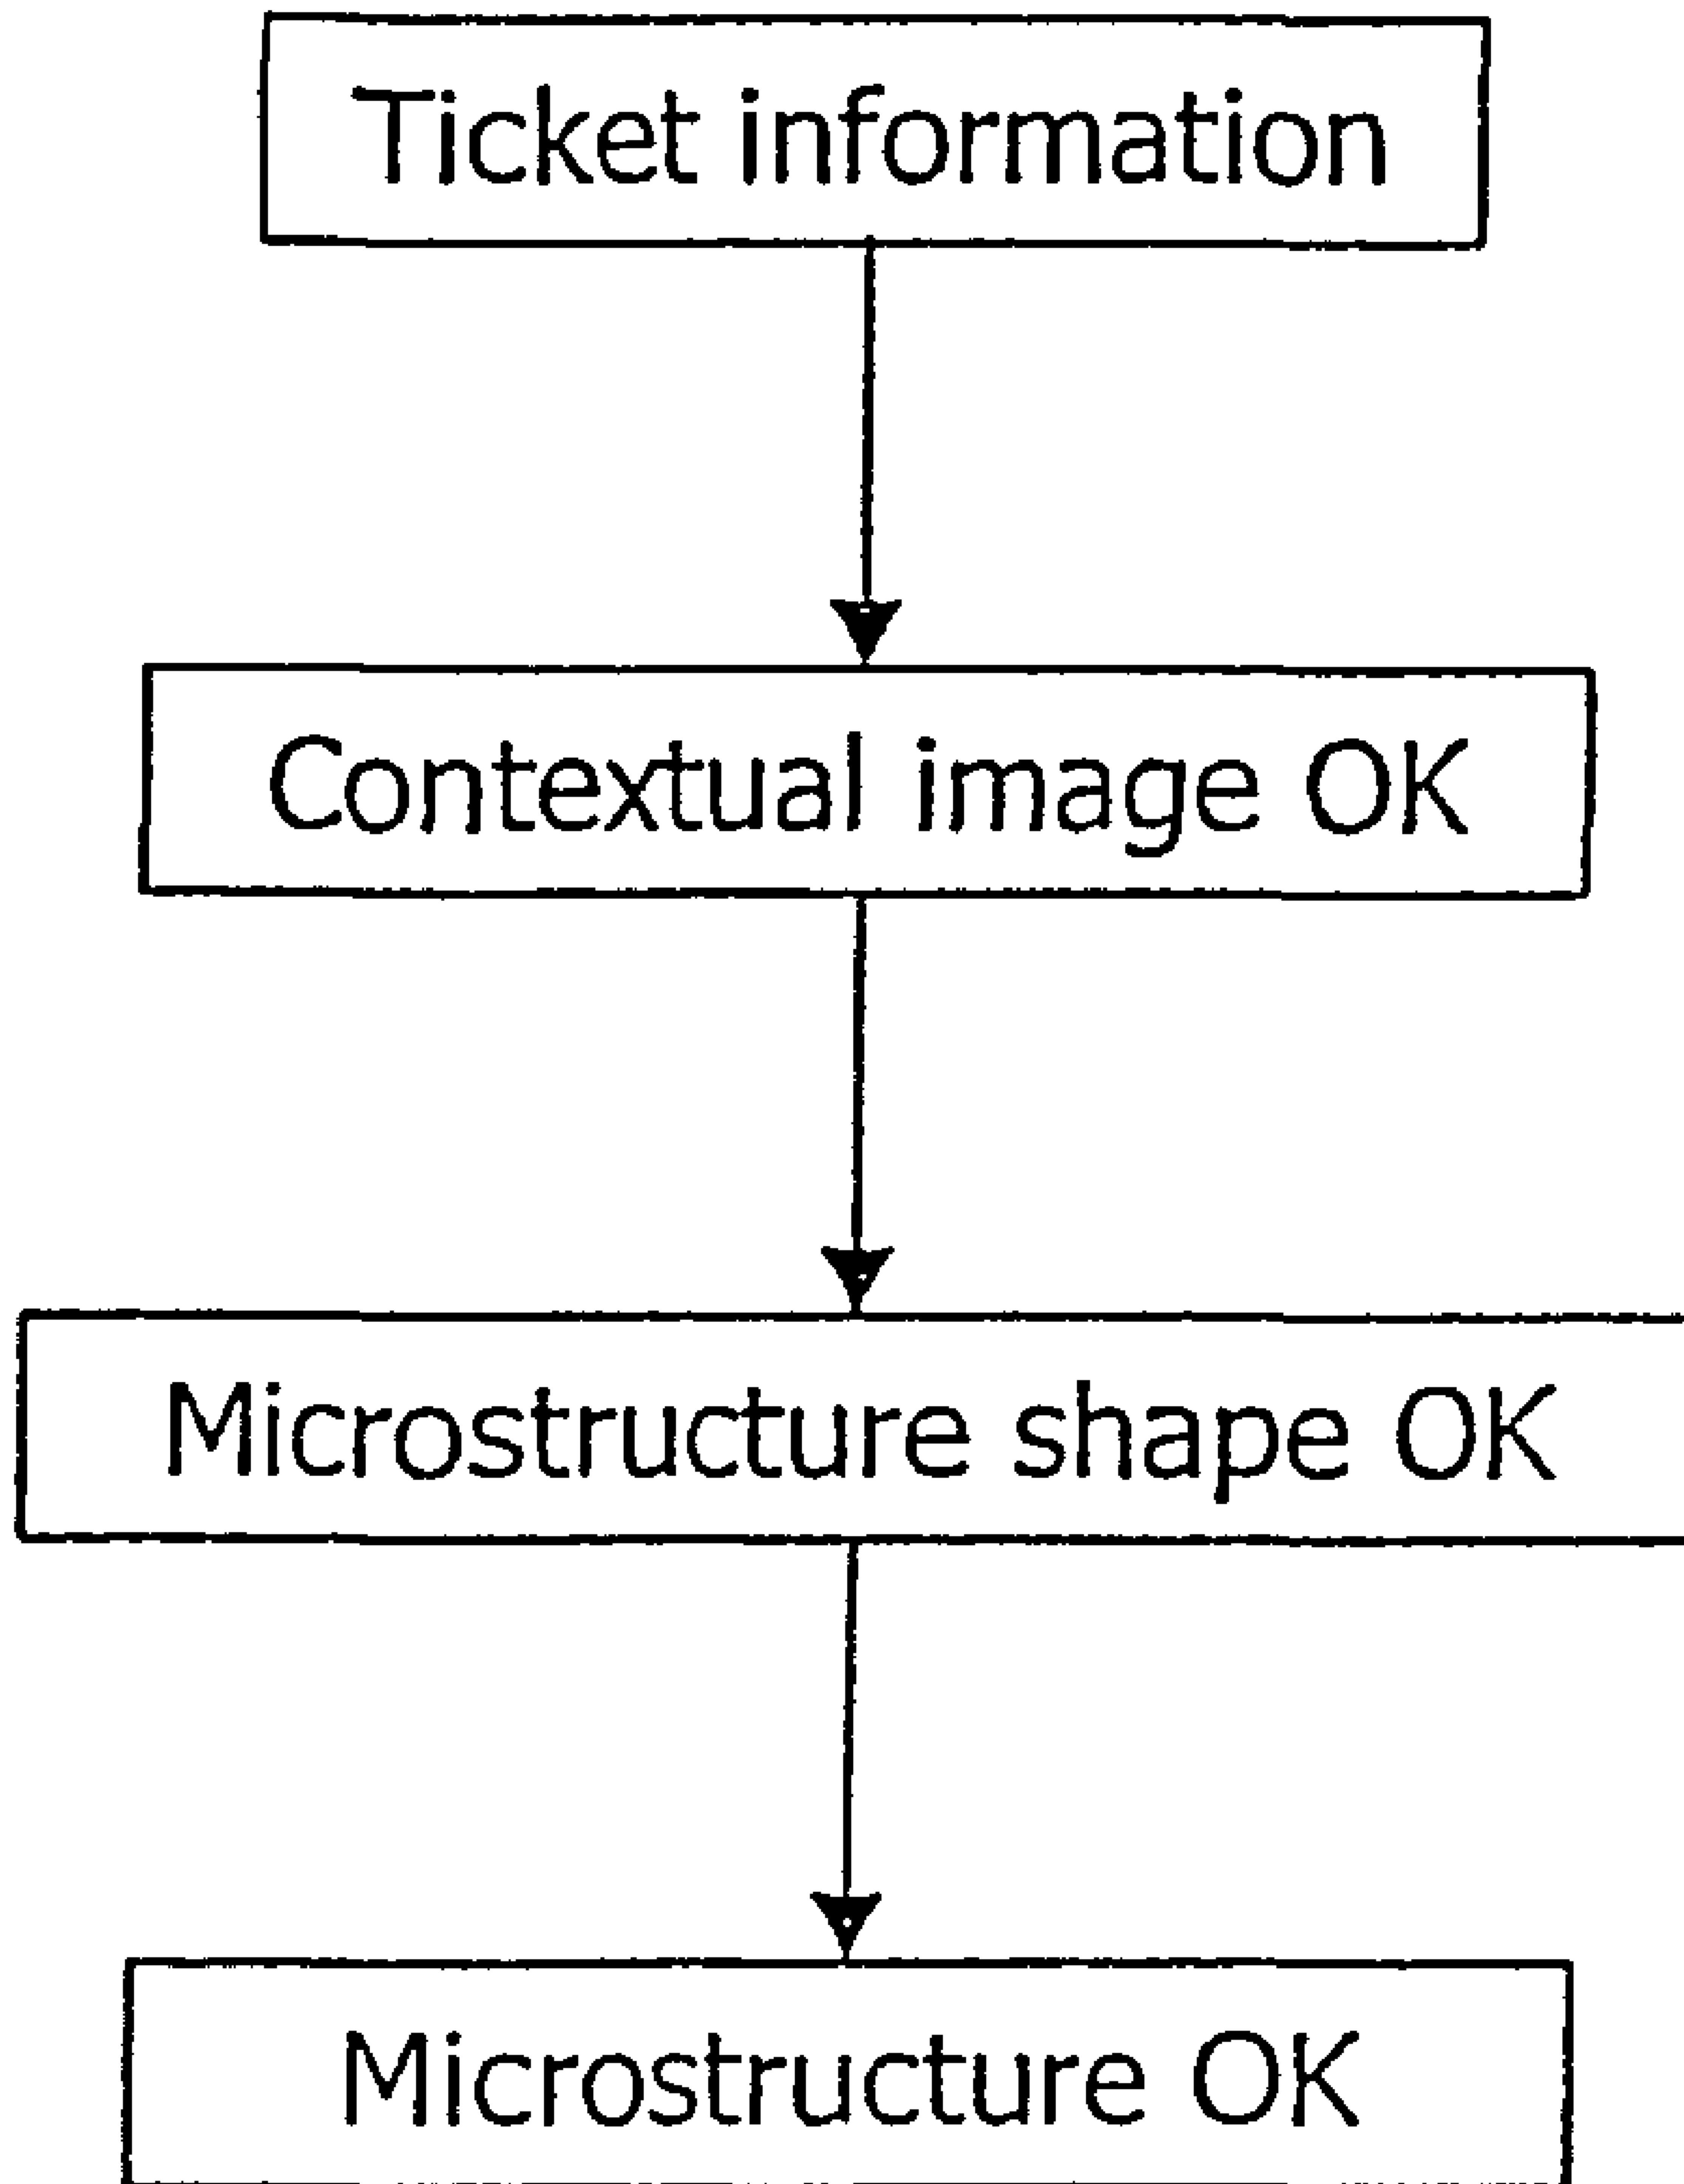 Ticket information
Contextual image OK
Microstructure shape OK
Microstructure OK